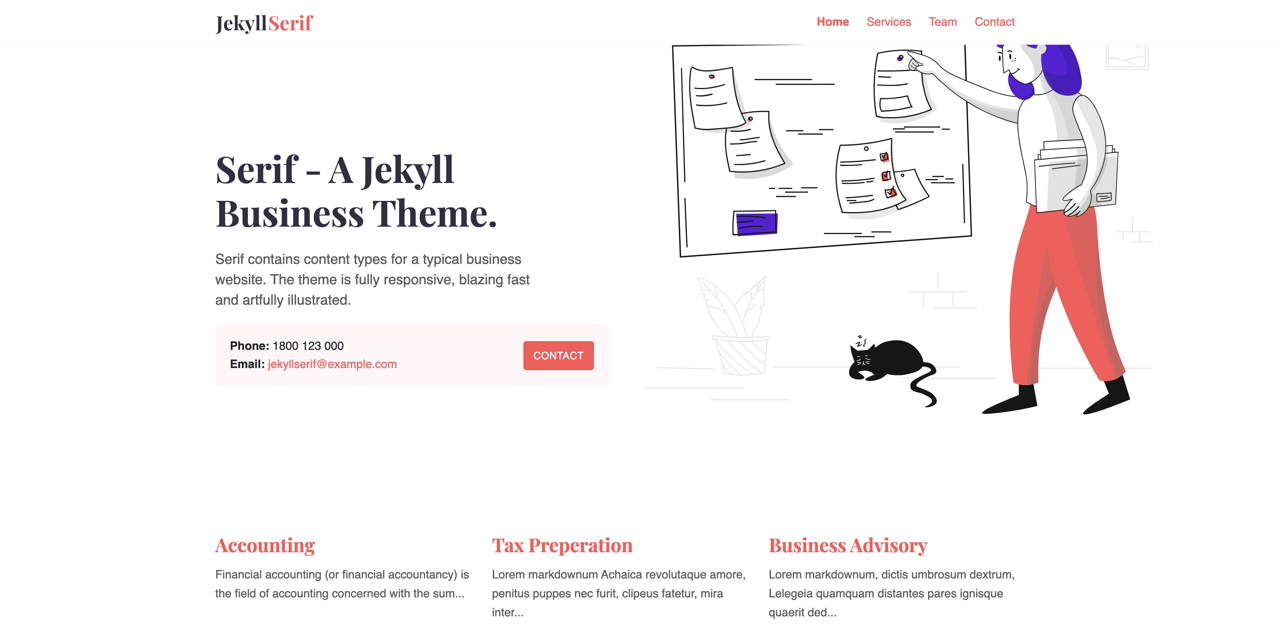 JekyllSerif
Home Services Team Contact
Serif - A Jekyll
Business Theme.
Serif contains content types for a typical business
website. The theme is fully responsive, blazing fast
and artfully illustrated.
Phone: 1800 123 000
Email: jekyllserif@example.com
CONTACT
Accounting
Financial accounting (or financial accountancy) is
the field of accounting concerned with the sum...
Tax Preperation
Lorem markdownum Achaica revolutaque amore,
penitus puppes nec furit, clipeus fatetur, mira
inter...
Business Advisory
Lorem markdownum, dictis umbrosum dextrum,
Lelegeia quamquam distantes pares ignisque
quaerit ded...